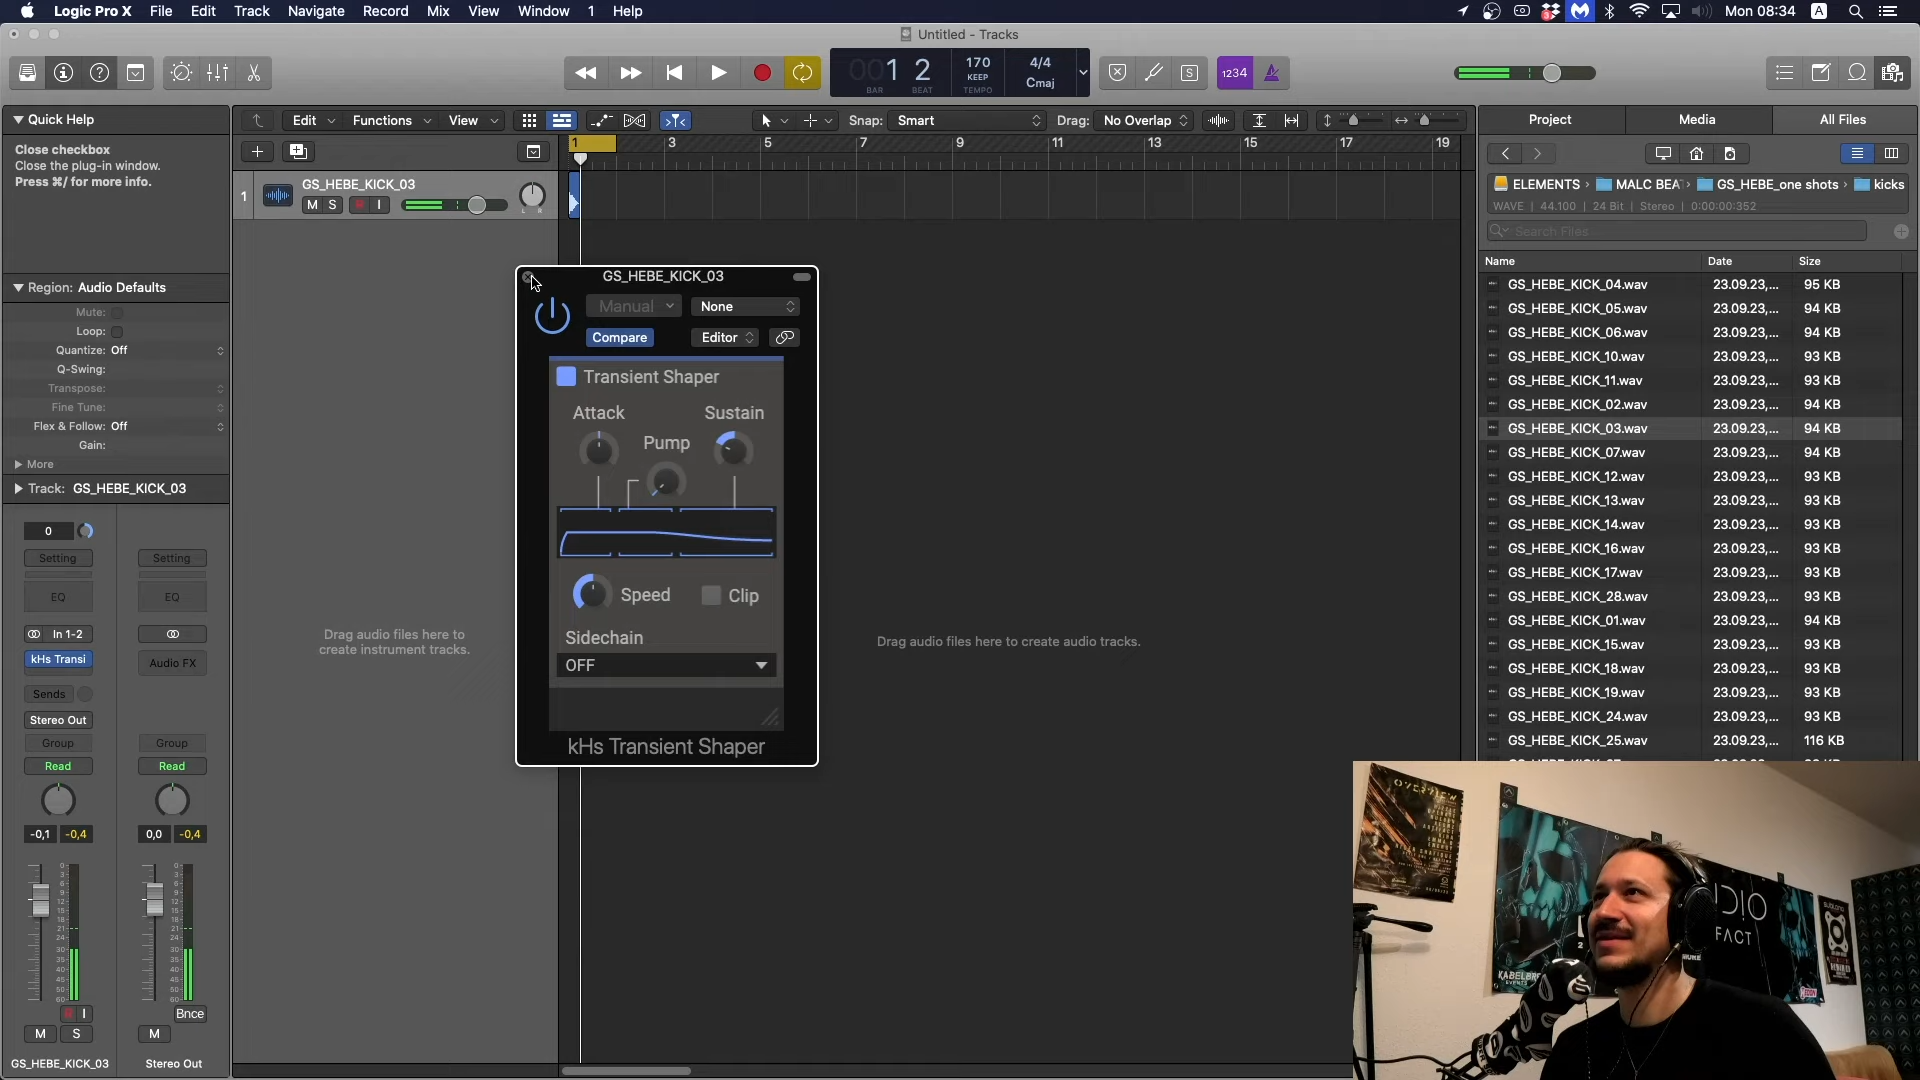 Logic Pro X File Edit Track Navigate Record Mix View Window 1 Help
Mon 08:34 A
Untitled - Tracks
001 2
BAR BEAT
170
KEEP
TEMPO
4/4
Cmaj
S
1234
Quick Help
Close checkbox
Close the plug-in window.
Press ⌘/ for more info.
Region: Audio Defaults
Mute:
Loop:
Quantize: Off
Q-Swing:
Transpose:
Fine Tune:
Flex & Follow: Off
Gain:
More
Track: GS_HEBE_KICK_03
0
Setting Setting
EQ EQ
In 1-2
kHs Transi Audio FX
Sends
Stereo Out
Group Group
Read Read
-0,1 -0,4 0,0 -0,4
R I Bnce
M S M
GS_HEBE_KICK_03 Stereo Out
Edit Functions View Snap: Smart Drag: No Overlap
1 3 5 7 9 11 13 15 17 19
1 GS_HEBE_KICK_03
M S R I L R
Drag audio files here to
create instrument tracks.
Drag audio files here to create audio tracks.
GS_HEBE_KICK_03
Manual None
Compare Editor
Transient Shaper
Attack Sustain
Pump
Speed Clip
Sidechain
OFF
kHs Transient Shaper
Project Media All Files
ELEMENTS MALC BEA GS_HEBE_one shots kicks
WAVE | 44.100 | 24 Bit | Stereo | 0:00:00:352
Search Files
Name Date Size
GS_HEBE_KICK_04.wav 23.09.23,... 95 KB
GS_HEBE_KICK_05.wav 23.09.23,... 94 KB
GS_HEBE_KICK_06.wav 23.09.23,... 94 KB
GS_HEBE_KICK_10.wav 23.09.23,... 93 KB
GS_HEBE_KICK_11.wav 23.09.23,... 93 KB
GS_HEBE_KICK_02.wav 23.09.23,... 94 KB
GS_HEBE_KICK_03.wav 23.09.23,... 94 KB
GS_HEBE_KICK_07.wav 23.09.23,... 94 KB
GS_HEBE_KICK_12.wav 23.09.23,... 93 KB
GS_HEBE_KICK_13.wav 23.09.23,... 93 KB
GS_HEBE_KICK_14.wav 23.09.23,... 93 KB
GS_HEBE_KICK_16.wav 23.09.23,... 93 KB
GS_HEBE_KICK_17.wav 23.09.23,... 93 KB
GS_HEBE_KICK_28.wav 23.09.23,... 93 KB
GS_HEBE_KICK_01.wav 23.09.23,... 94 KB
GS_HEBE_KICK_15.wav 23.09.23,... 93 KB
GS_HEBE_KICK_18.wav 23.09.23,... 93 KB
GS_HEBE_KICK_19.wav 23.09.23,... 93 KB
GS_HEBE_KICK_24.wav 23.09.23,... 93 KB
GS_HEBE_KICK_25.wav 23.09.23,... 116 KB
OVERVIEW
FACT
SHURE
EVENTS